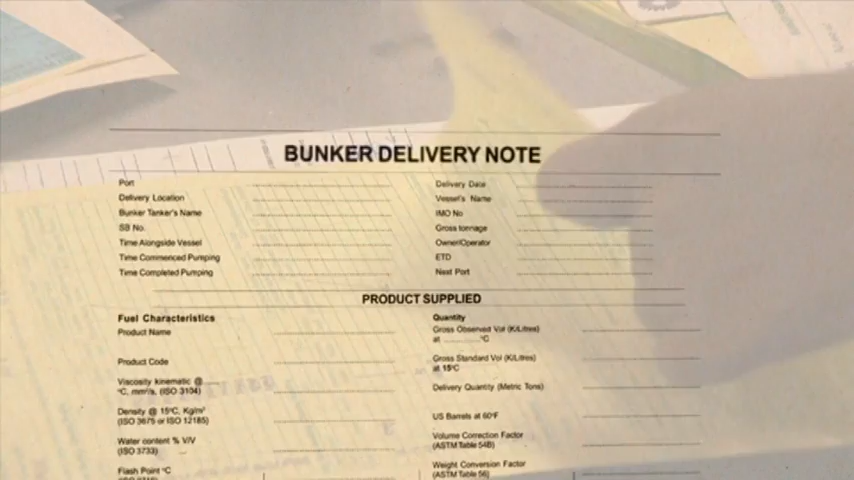 BUNKER DELIVERY NOTE
Port
Delivery Location
Bunker Tanker's Name
SB No.
Time Alongside Vessel
Time Commenced Pumping
Time Completed Pumping
Delivery Date
Vessel's Name
IMO No
Gross tonnage
Owner/Operator
ETD
Next Port
PRODUCT SUPPLIED
Fuel Characteristics
Product Name
Product Code
Viscosity kinematic @
°C, mm²/s, (ISO 3104)
Density @ 15°C, Kg/m³
(ISO 3675 or ISO 12185)
Water content % V/V
(ISO 3733)
Flash Point °C
Quantity
Gross Observed Vol (K/Litres)
at ............°C
Gross Standard Vol (K/Litres)
at 15°C
Delivery Quantity (Metric Tons)
US Barrels at 60°F
Volume Correction Factor
(ASTM Table 54B)
Weight Conversion Factor
(ASTM Table 56)